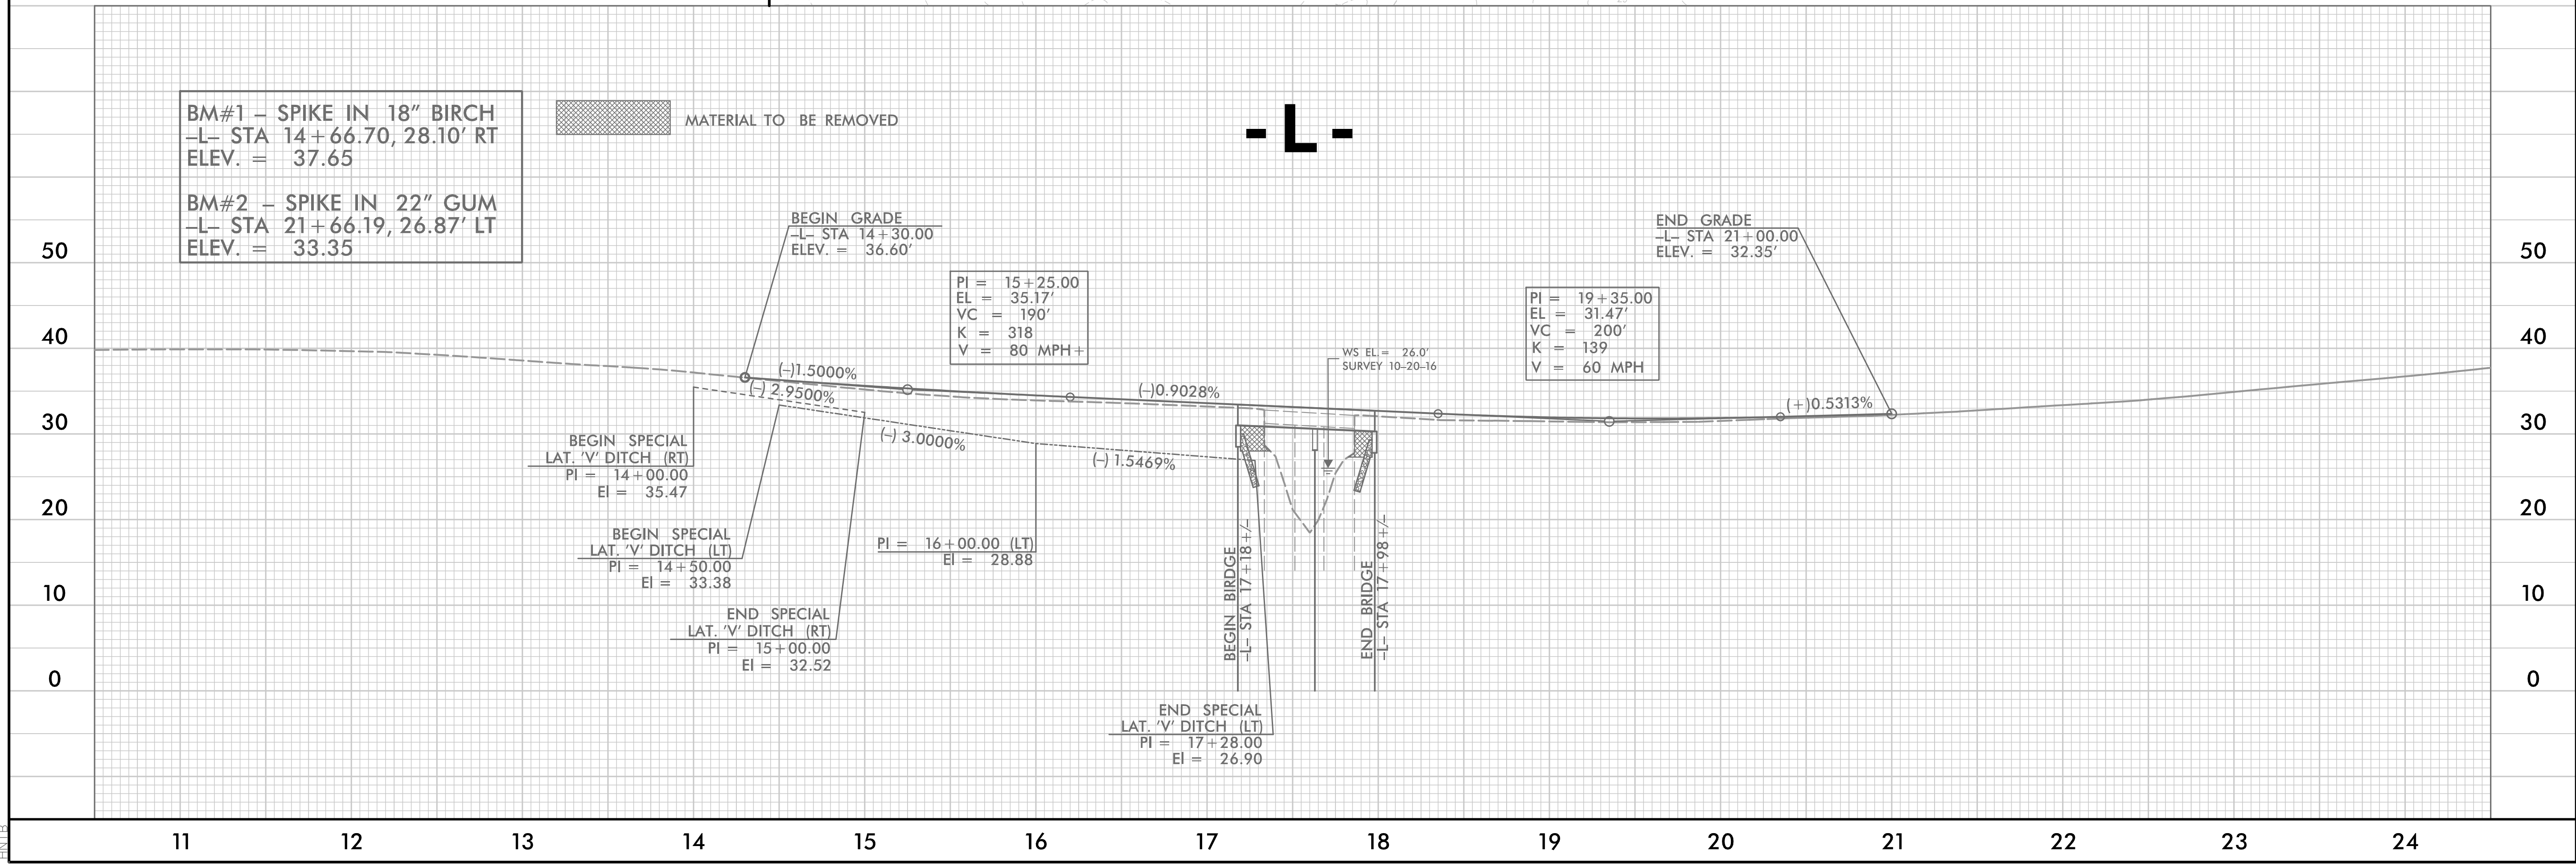 BM#1 – SPIKE IN 18" BIRCH
–L– STA 14+66.70, 28.10' RT
ELEV. = 37.65
BM#2 – SPIKE IN 22" GUM
–L– STA 21+66.19, 26.87' LT
ELEV. = 33.35
MATERIAL TO BE REMOVED
-L-
BEGIN GRADE
–L– STA 14+30.00
ELEV. = 36.60'
END GRADE
–L– STA 21+00.00
ELEV. = 32.35'
PI = 15+25.00
EL = 35.17'
VC = 190'
K = 318
V = 80 MPH+
PI = 19+35.00
EL = 31.47'
VC = 200'
K = 139
V = 60 MPH
WS EL.= 26.0'
SURVEY 10–20–16
(–)1.5000%
(–) 2.9500%
(–)0.9028%
(+)0.5313%
(–) 3.0000%
(–) 1.5469%
BEGIN SPECIAL
LAT. 'V' DITCH (RT)
PI = 14+00.00
El = 35.47
BEGIN SPECIAL
LAT. 'V' DITCH (LT)
PI = 14+50.00
El = 33.38
PI = 16+00.00 (LT)
El = 28.88
END SPECIAL
LAT. 'V' DITCH (RT)
PI = 15+00.00
El = 32.52
BEGIN BIRDGE
–L– STA 17+18 +/–
END BRIDGE
–L– STA 17+98 +/–
END SPECIAL
LAT. 'V' DITCH (LT)
PI = 17+28.00
El = 26.90
50
40
30
20
10
0
50
40
30
20
10
0
11 12 13 14 15 16 17 18 19 20 21 22 23 24